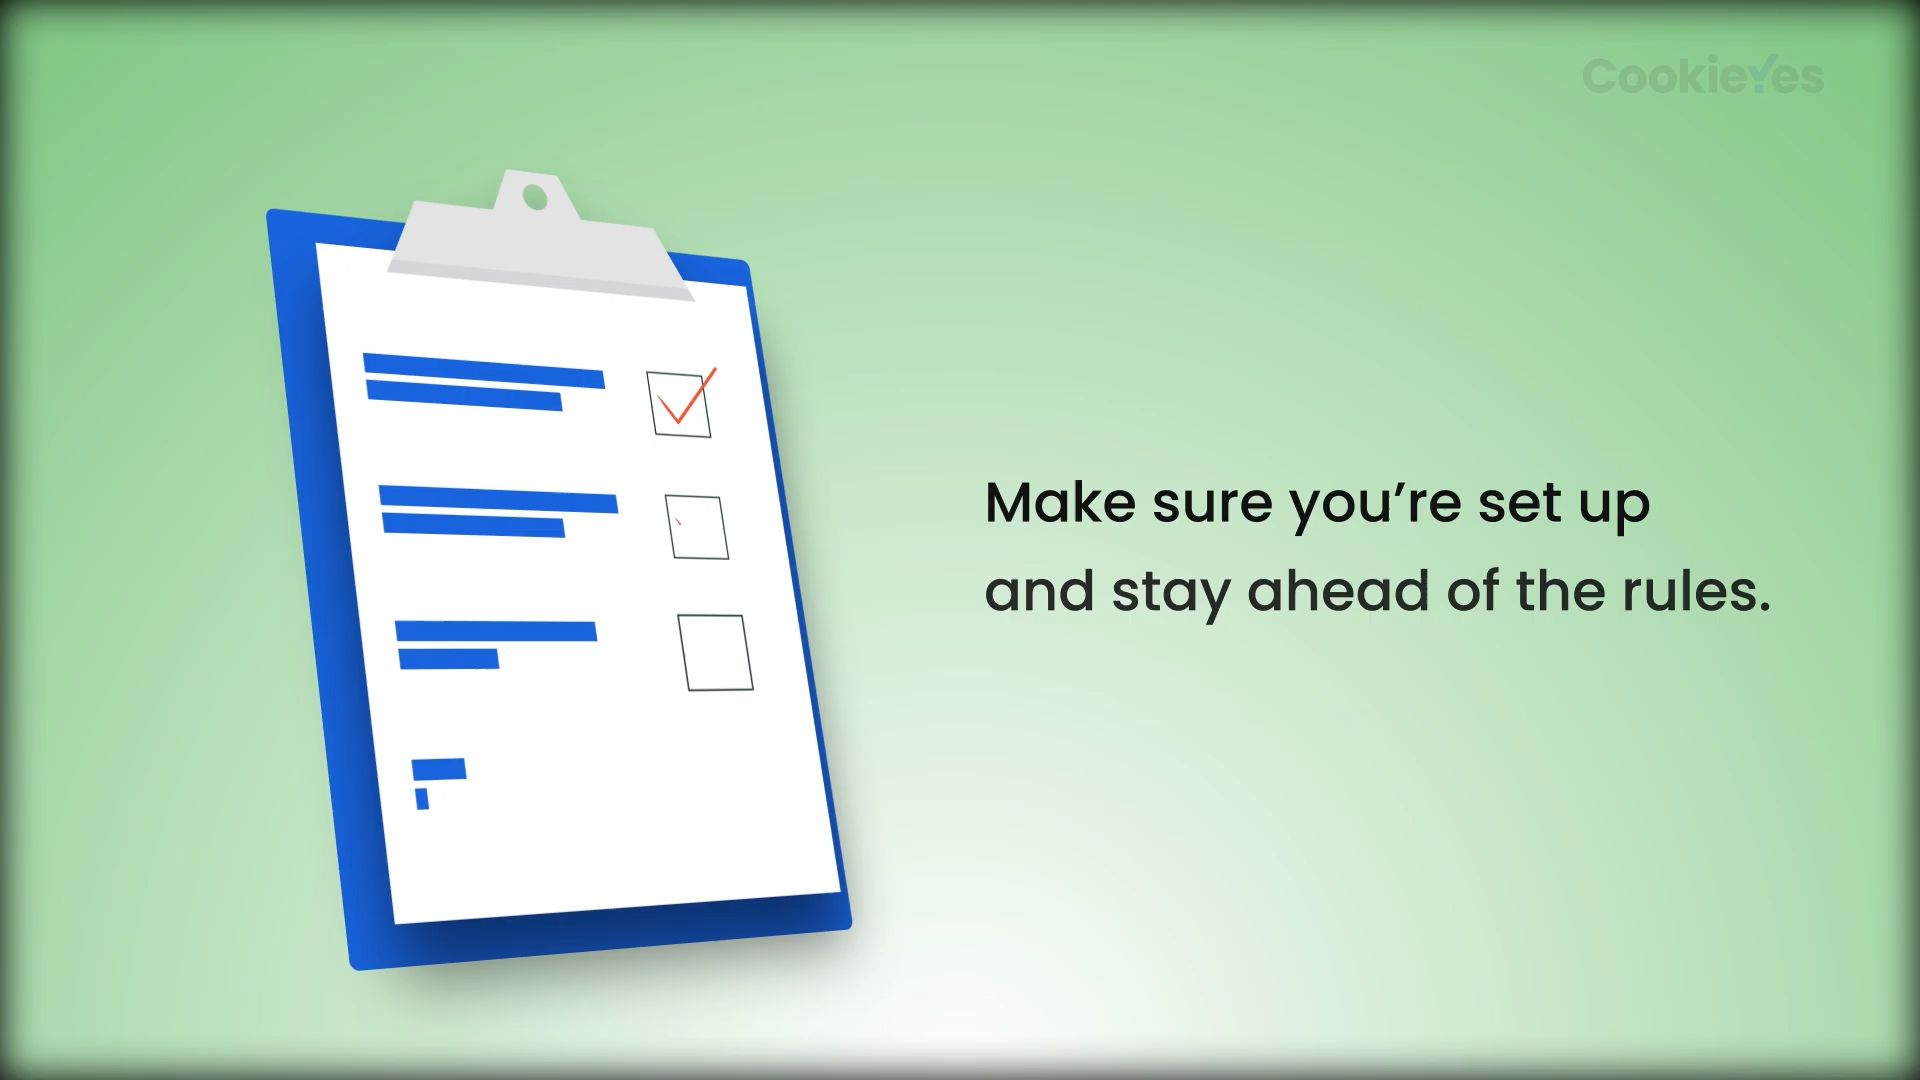 CookieYes
Make sure you’re set up
and stay ahead of the rules.